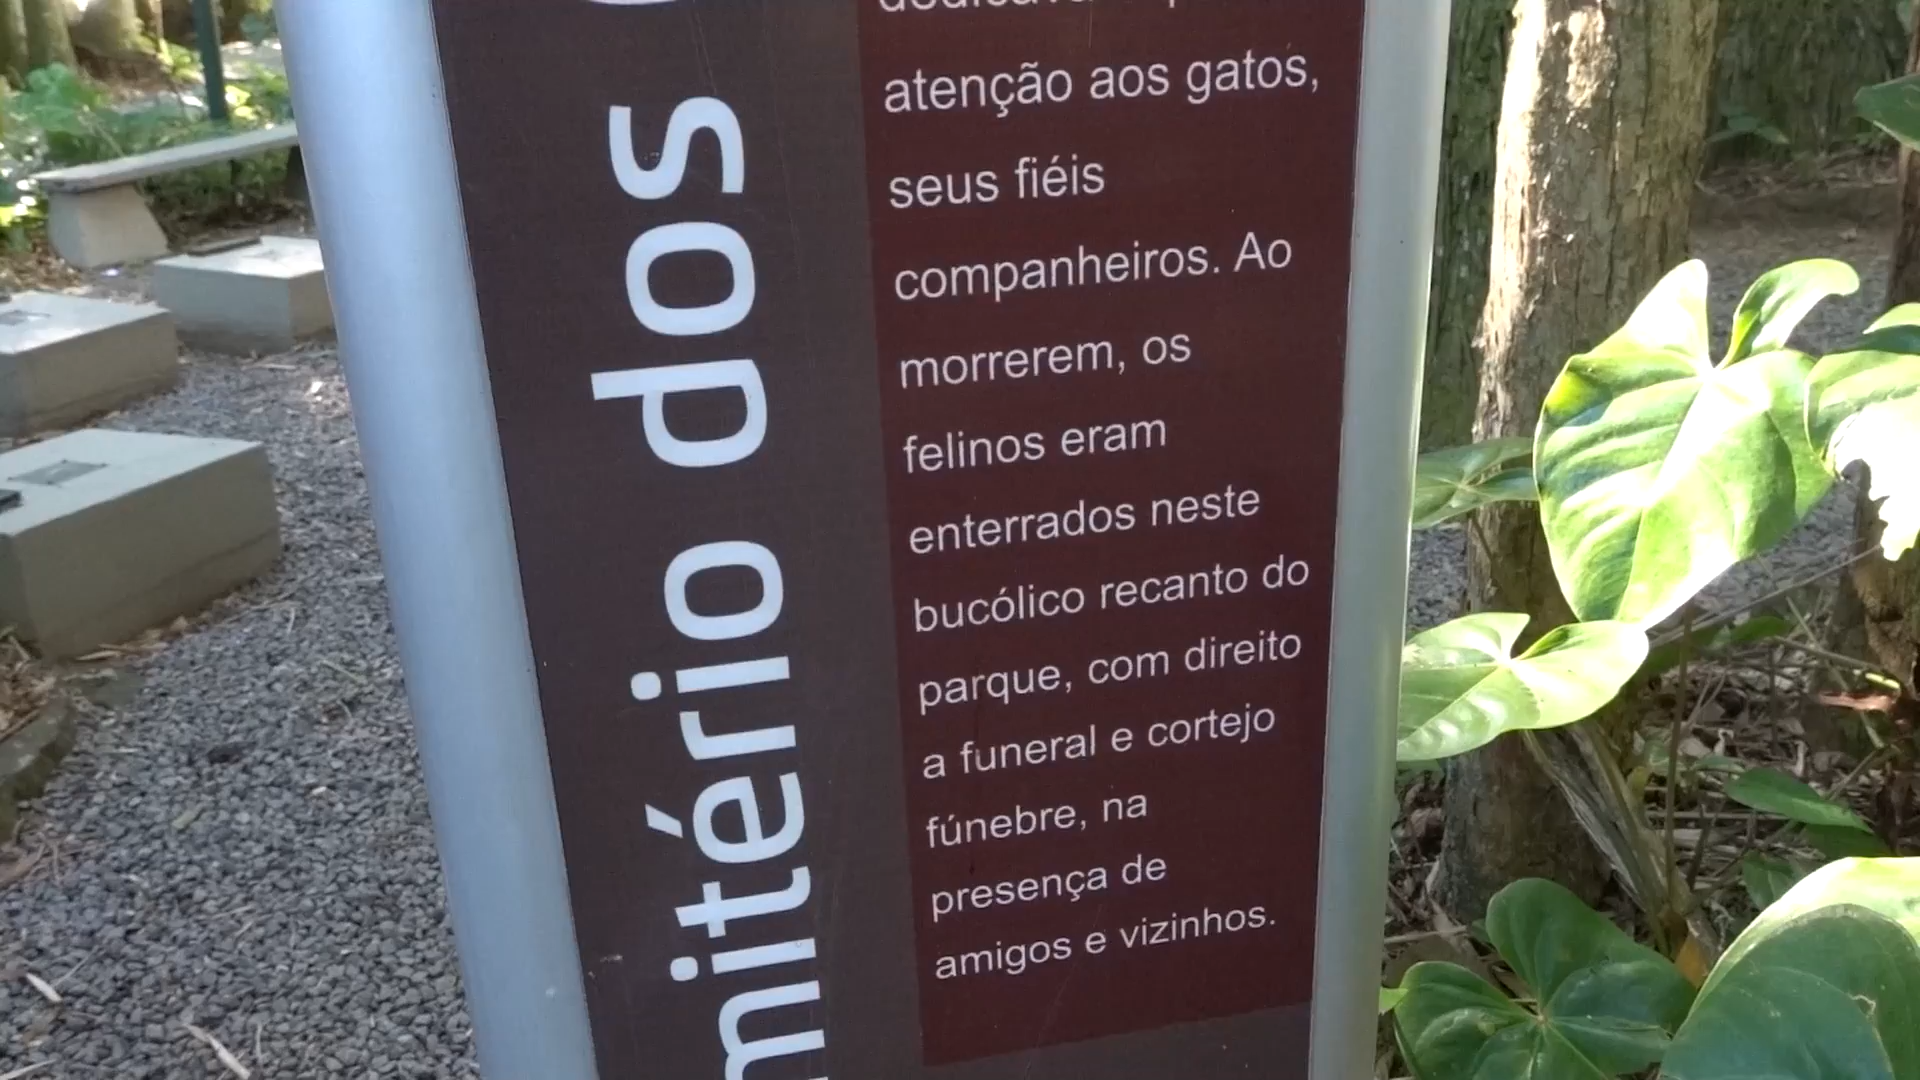 mitério dos
atenção aos gatos,
seus fiéis
companheiros. Ao
morrerem, os
felinos eram
enterrados neste
bucólico recanto do
parque, com direito
a funeral e cortejo
fúnebre, na
presença de
amigos e vizinhos.